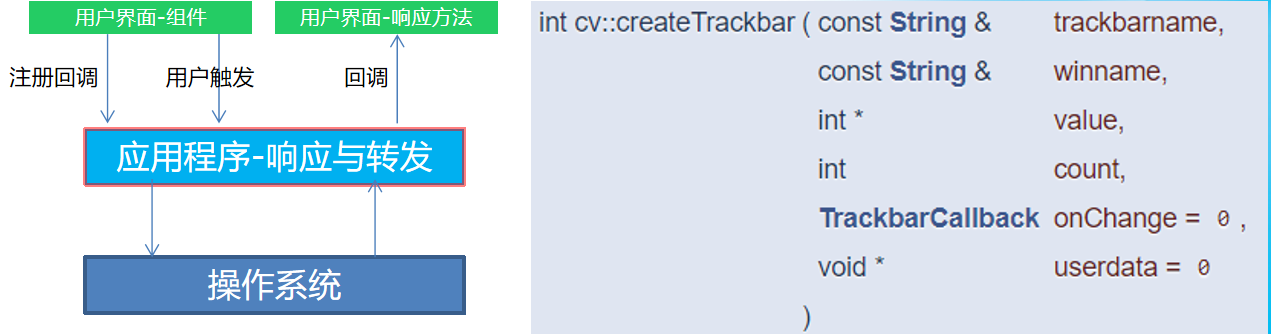 用户界面-组件
用户界面-响应方法
注册回调
用户触发
回调
应用程序-响应与转发
操作系统
int cv::createTrackbar ( const String & trackbarname,
const String & winname,
int * value,
int count,
TrackbarCallback onChange = 0 ,
void * userdata = 0
)